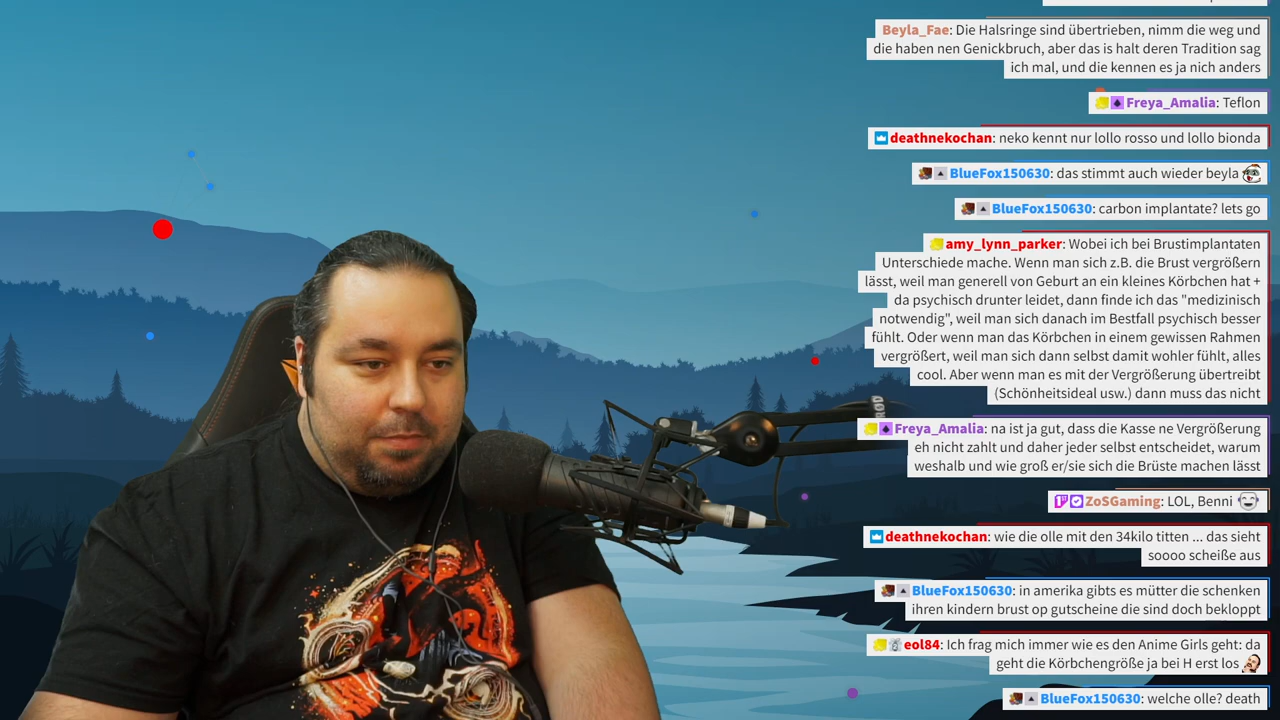 Beyla_Fae: Die Halsringe sind übertrieben, nimm die weg und
die haben nen Genickbruch, aber das is halt deren Tradition sag
ich mal, und die kennen es ja nich anders
Freya_Amalia: Teflon
deathnekochan: neko kennt nur lollo rosso und lollo bionda
BlueFox150630: das stimmt auch wieder beyla
BlueFox150630: carbon implantate? lets go
amy_lynn_parker: Wobei ich bei Brustimplantaten
Unterschiede mache. Wenn man sich z.B. die Brust vergrößern
lässt, weil man generell von Geburt an ein kleines Körbchen hat +
da psychisch drunter leidet, dann finde ich das "medizinisch
notwendig", weil man sich danach im Bestfall psychisch besser
fühlt. Oder wenn man das Körbchen in einem gewissen Rahmen
vergrößert, weil man sich dann selbst damit wohler fühlt, alles
cool. Aber wenn man es mit der Vergrößerung übertreibt
(Schönheitsideal usw.) dann muss das nicht
RØDE
Freya_Amalia: na ist ja gut, dass die Kasse ne Vergrößerung
eh nicht zahlt und daher jeder selbst entscheidet, warum
weshalb und wie groß er/sie sich die Brüste machen lässt
ZoSGaming: LOL, Benni
deathnekochan: wie die olle mit den 34kilo titten ... das sieht
soooo scheiße aus
BlueFox150630: in amerika gibts es mütter die schenken
ihren kindern brust op gutscheine die sind doch bekloppt
eol84: Ich frag mich immer wie es den Anime Girls geht: da
geht die Körbchengröße ja bei H erst los
BlueFox150630: welche olle? death